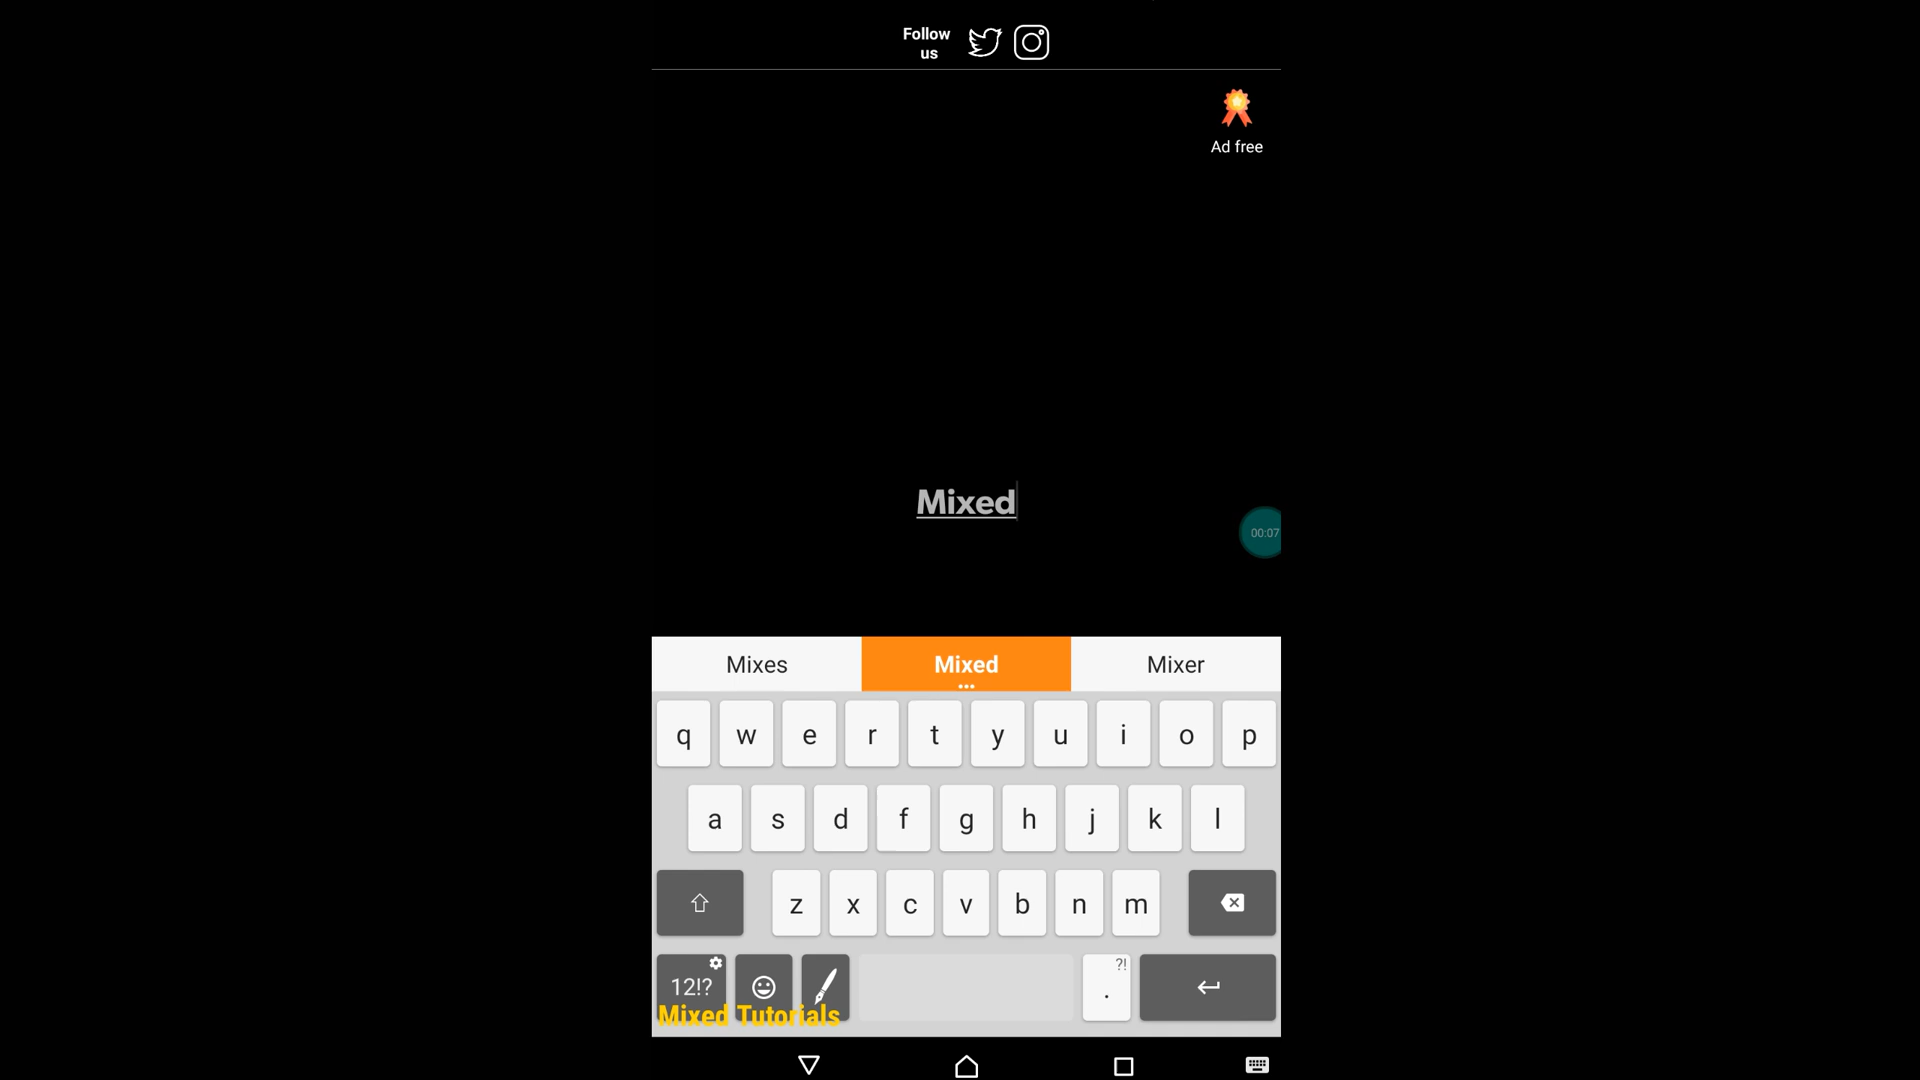 Follow
us
Ad free
Mixed
00:07
Mixes Mixed Mixer
q w e r t y u i o p
a s d f g h j k l
z x c v b n m
?!
12!? .
Mixed Tutorials